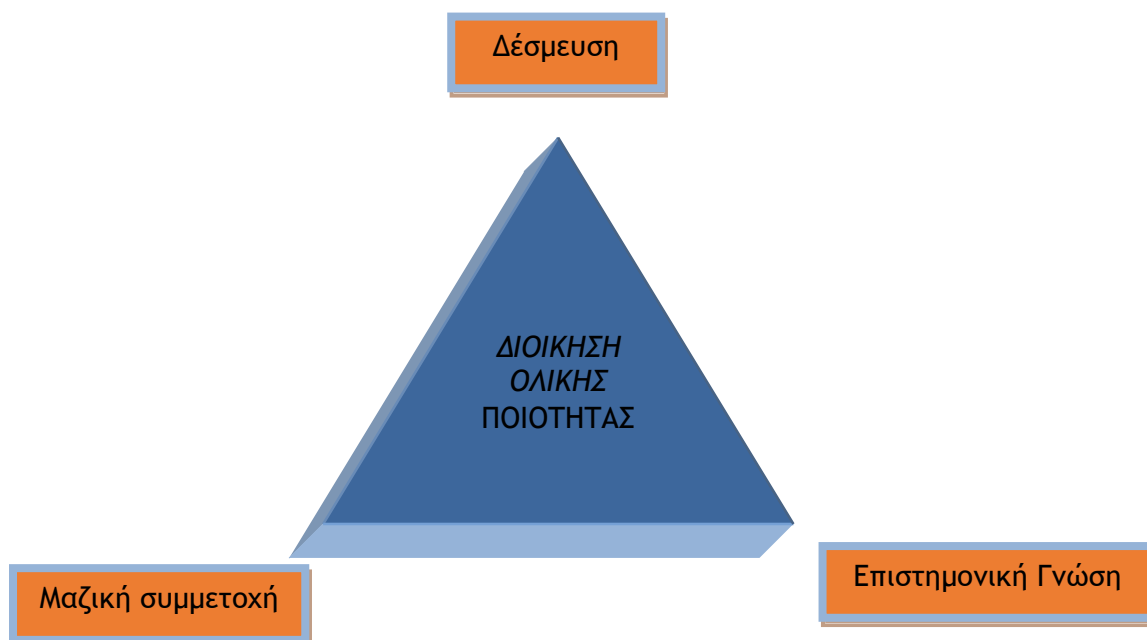 Δέσμευση
ΔΙΟΙΚΗΣΗ
ΟΛΙΚΗΣ
ΠΟΙΟΤΗΤΑΣ
Μαζική συμμετοχή
Επιστημονική Γνώση